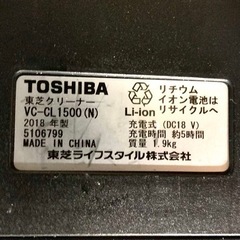 TOSHIBA
東芝クリーナー
VC-CL1500(N)
2018 年製
5106799
MADE IN CHINA
リチウム
イオン電池は
リサイクルへ
Li-ion
充電式 (DC18 V)
充電時間 約5時間
質量 1.9kg
東芝ライフスタイル株式会社